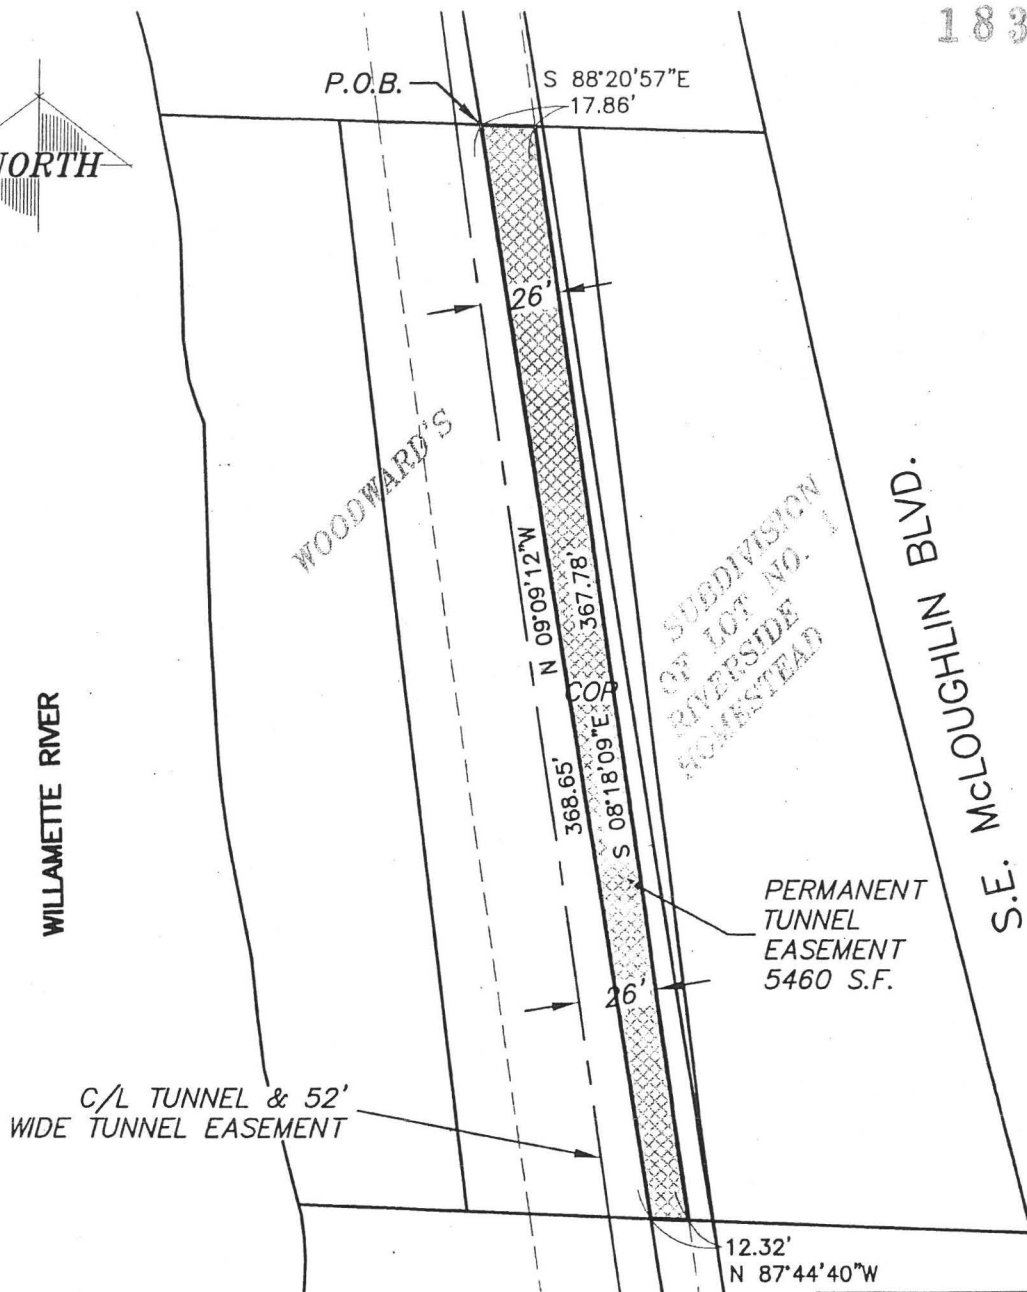 183
P.O.B.
S 88°20'57"E
17.86'
NORTH
26'
WOODWARD'S
N 09°09'12"W
367.78'
SUBDIVISION
OF LOT NO. 1
RIVERSIDE
HOMESTEAD
S.E. McLOUGHLIN BLVD.
COP
WILLAMETTE RIVER
368.65'
S 08°18'09"E
PERMANENT
TUNNEL
EASEMENT
5460 S.F.
26'
C/L TUNNEL & 52'
WIDE TUNNEL EASEMENT
12.32'
N 87°44'40"W